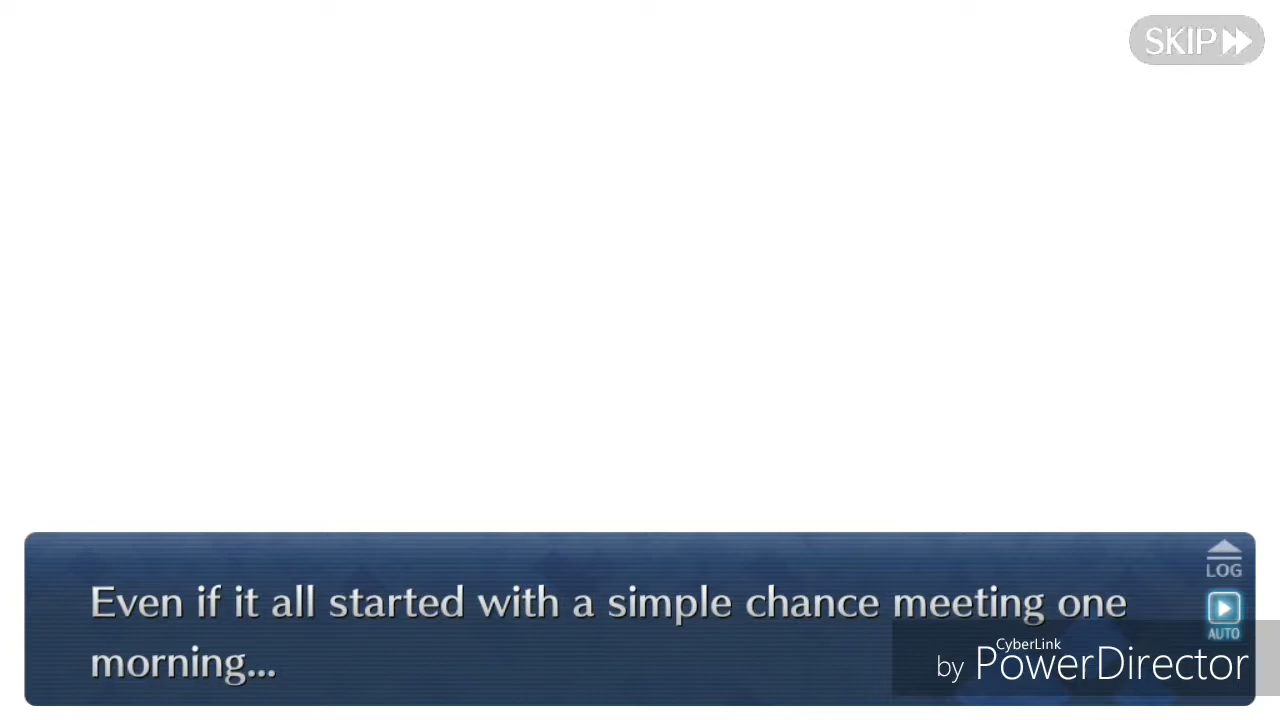 SKIP
LOG
Even if it all started with a simple chance meeting one
morning...
AUTO
CyberLink
by PowerDirector